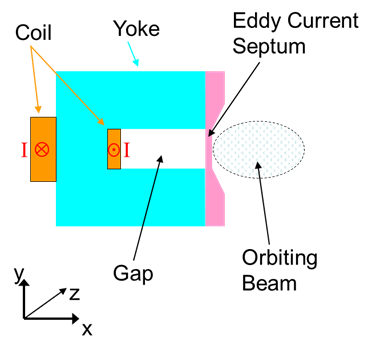 Coil
Yoke
Eddy Current
Septum
I
I
Gap
Orbiting
Beam
y
z
x